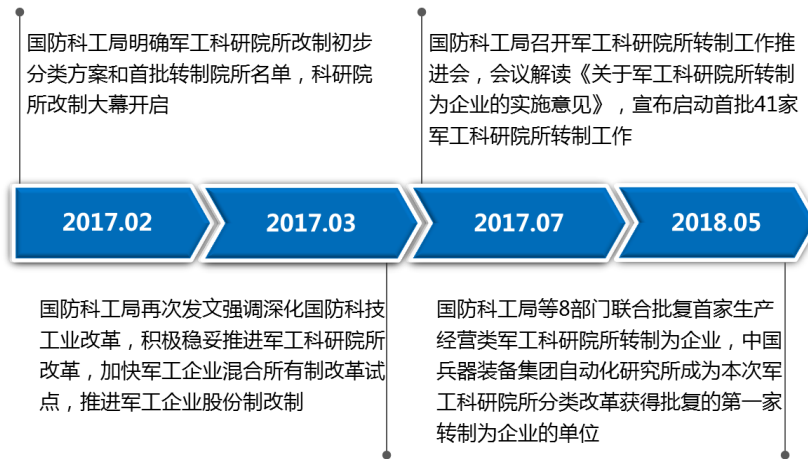 国防科工局明确军工科研院所改制初步
分类方案和首批转制院所名单，科研院
所改制大幕开启
国防科工局召开军工科研院所转制工作推
进会，会议解读《关于军工科研院所转制
为企业的实施意见》，宣布启动首批41家
军工科研院所转制工作
2017.02
2017.03
2017.07
2018.05
国防科工局再次发文强调深化国防科技
工业改革，积极稳妥推进军工科研院所
改革，加快军工企业混合所有制改革试
点，推进军工企业股份制改制
国防科工局等8部门联合批复首家生产
经营类军工科研院所转制为企业，中国
兵器装备集团自动化研究所成为本次军
工科研院所分类改革获得批复的第一家
转制为企业的单位